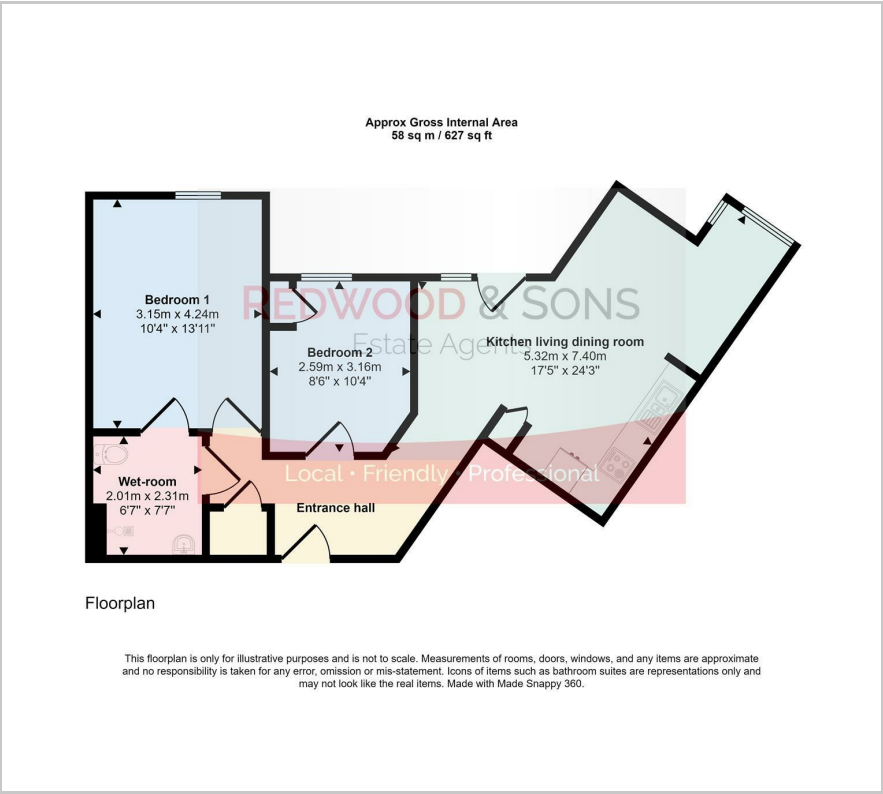 Approx Gross Internal Area
58 sq m / 627 sq ft
Bedroom 1
3.15m x 4.24m
10'4" x 13'11"
REDWOOD & SONS
Estate Agents
Bedroom 2
2.59m x 3.16m
8'6" x 10'4"
Kitchen living dining room
5.32m x 7.40m
17'5" x 24'3"
Wet-room
2.01m x 2.31m
6'7" x 7'7"
Local · Friendly · Professional
Entrance hall
Floorplan
This floorplan is only for illustrative purposes and is not to scale. Measurements of rooms, doors, windows, and any items are approximate
and no responsibility is taken for any error, omission or mis-statement. Icons of items such as bathroom suites are representations only and
may not look like the real items. Made with Made Snappy 360.